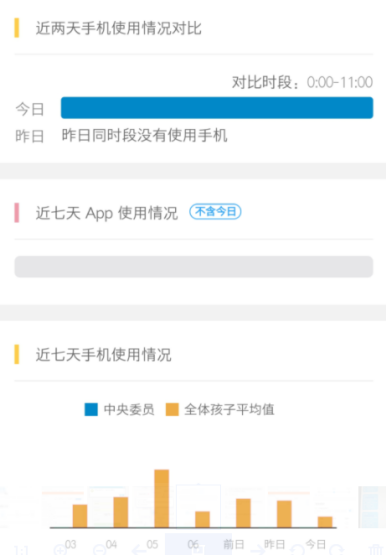 近两天手机使用情况对比
对比时段：0:00-11:00
今日
昨日 昨日同时段没有使用手机
近七天 App 使用情况 不含今日
近七天手机使用情况
中央委员 全体孩子平均值
03 04 05 06 前日 昨日 今日